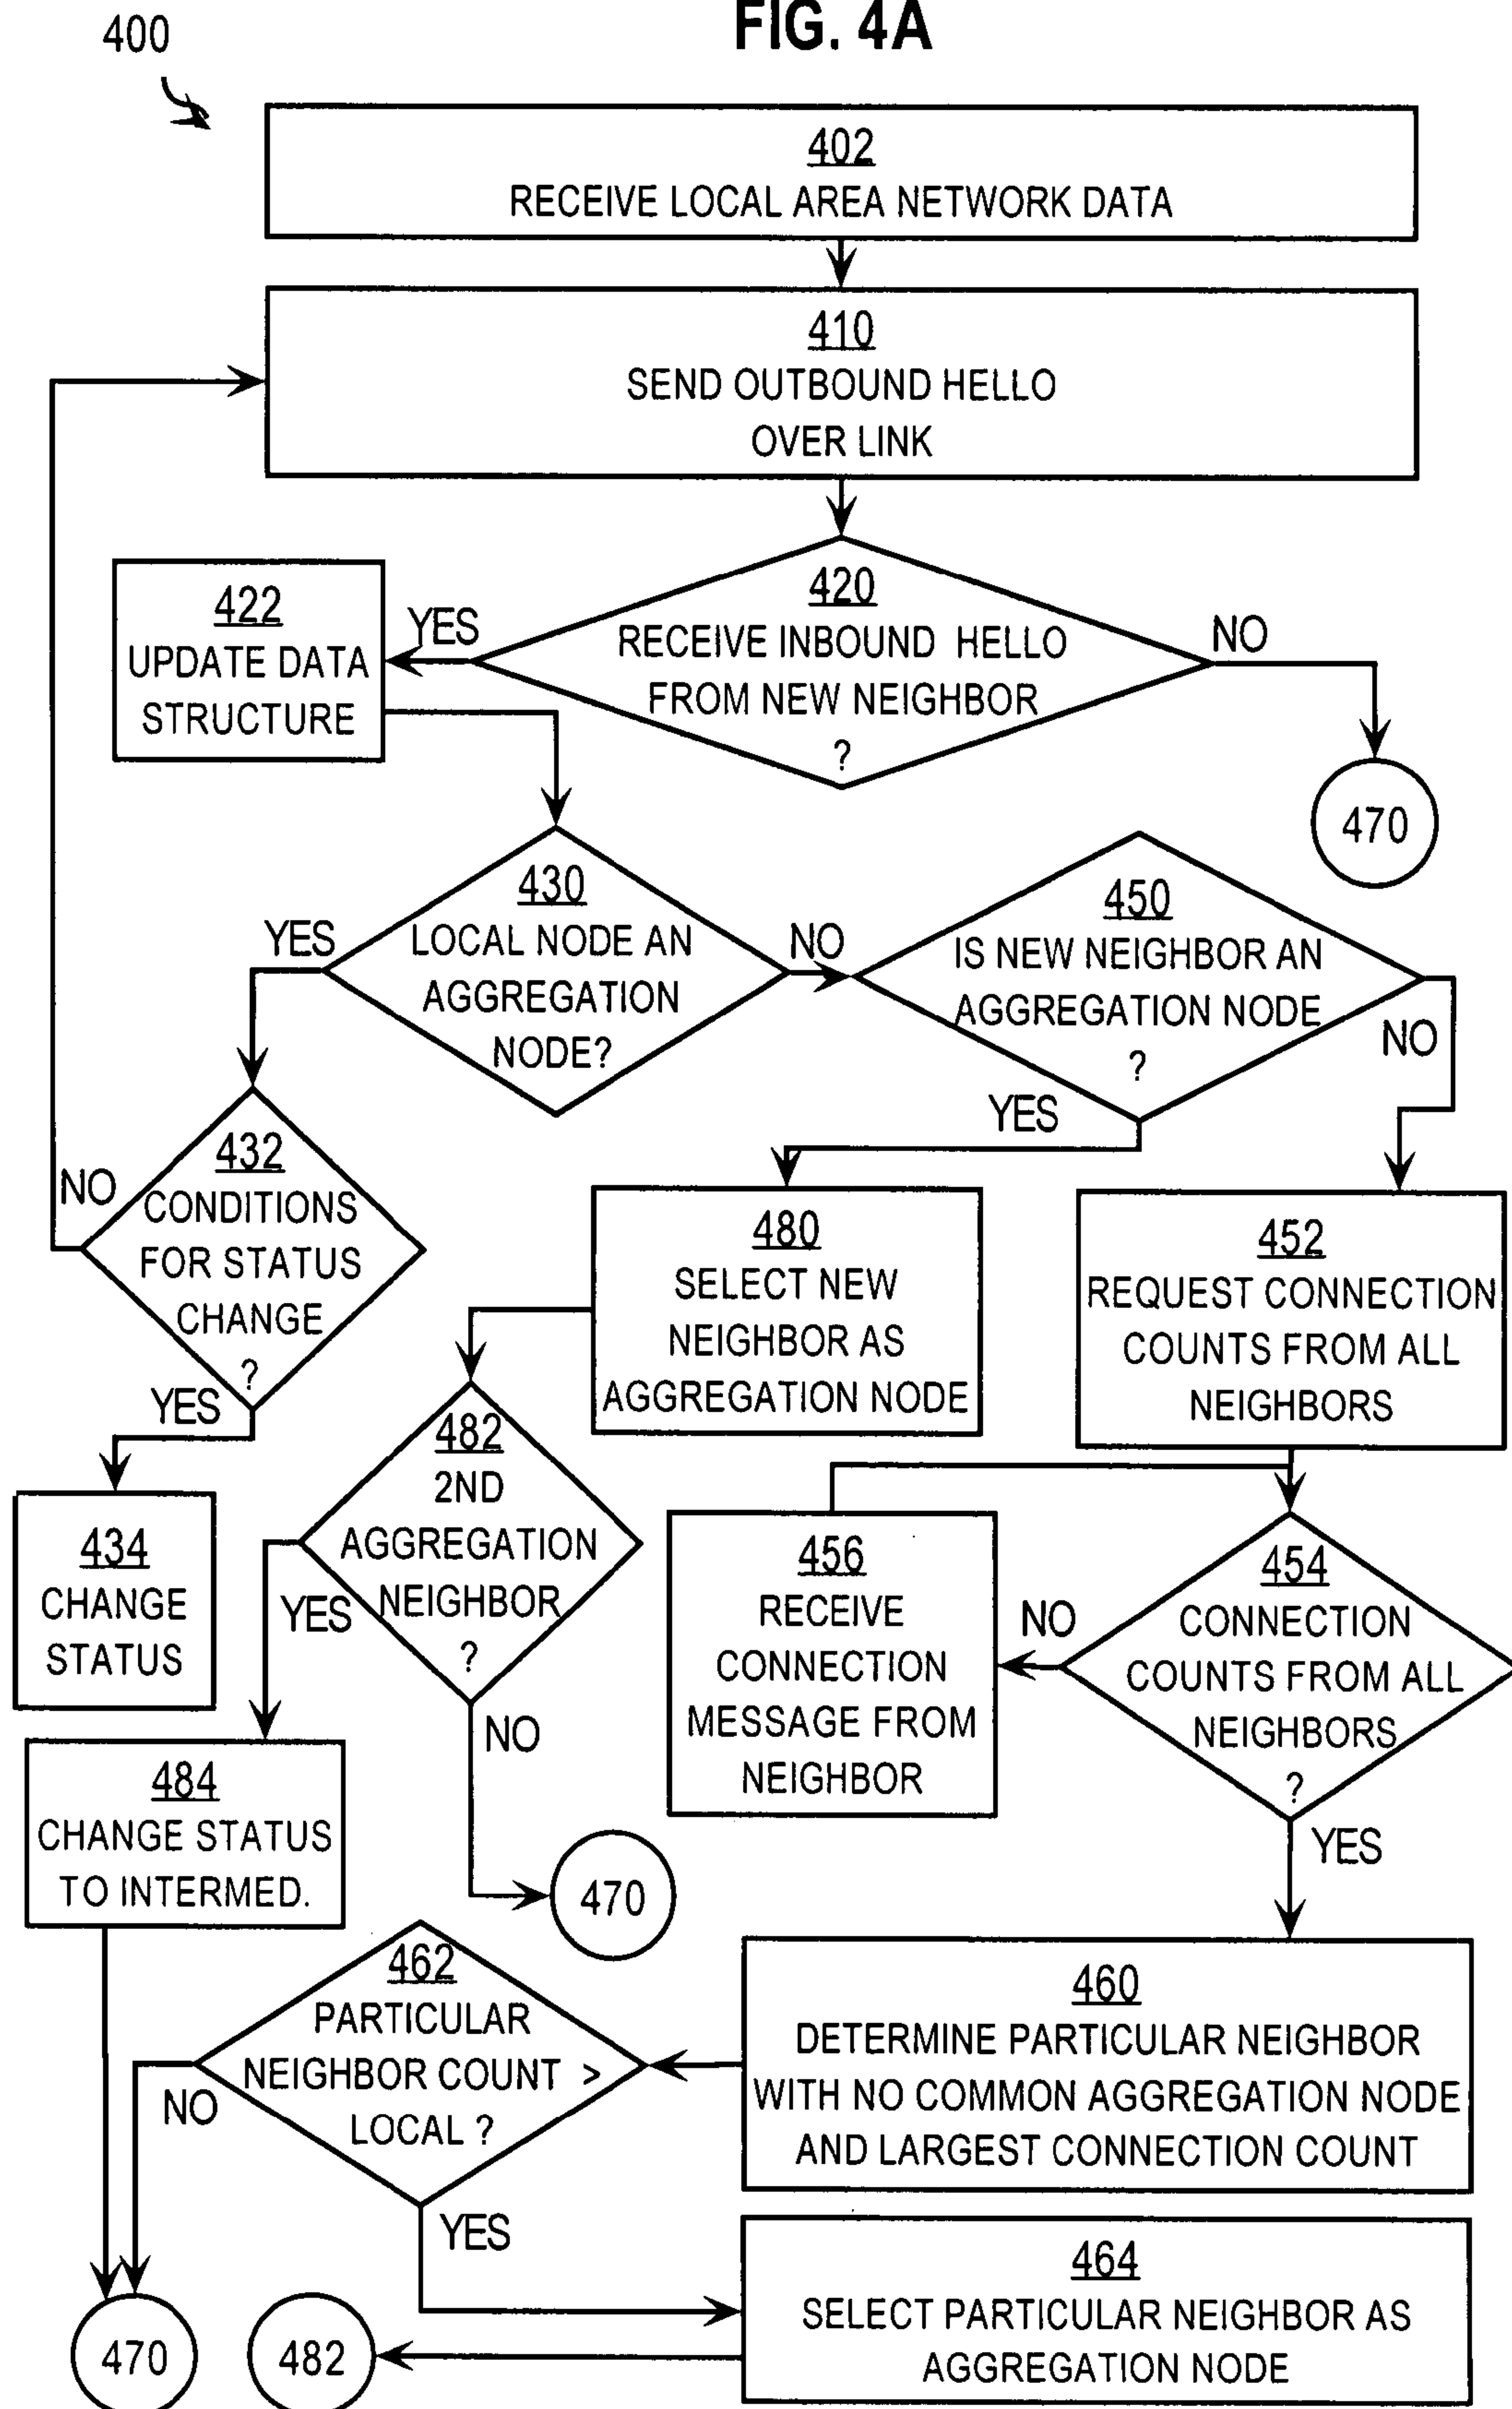 FIG. 4A
400
402
RECEIVE LOCAL AREA NETWORK DATA
410
SEND OUTBOUND HELLO
OVER LINK
420
RECEIVE INBOUND HELLO
FROM NEW NEIGHBOR
?
YES
NO
422
UPDATE DATA
STRUCTURE
470
430
LOCAL NODE AN
AGGREGATION
NODE?
YES
NO
450
IS NEW NEIGHBOR AN
AGGREGATION NODE
?
NO
YES
432
CONDITIONS
FOR STATUS
CHANGE
?
NO
YES
434
CHANGE
STATUS
480
SELECT NEW
NEIGHBOR AS
AGGREGATION NODE
452
REQUEST CONNECTION
COUNTS FROM ALL
NEIGHBORS
482
2ND
AGGREGATION
NEIGHBOR
?
YES
NO
456
RECEIVE
CONNECTION
MESSAGE FROM
NEIGHBOR
454
CONNECTION
COUNTS FROM ALL
NEIGHBORS
?
NO
YES
484
CHANGE STATUS
TO INTERMED.
470
462
PARTICULAR
NEIGHBOR COUNT >
LOCAL ?
NO
YES
460
DETERMINE PARTICULAR NEIGHBOR
WITH NO COMMON AGGREGATION NODE
AND LARGEST CONNECTION COUNT
464
SELECT PARTICULAR NEIGHBOR AS
AGGREGATION NODE
470
482